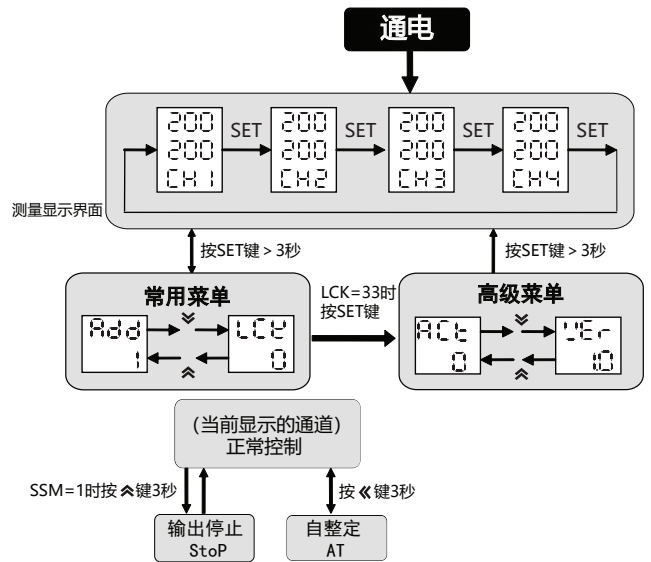 通电
200 SET 200 SET 200 SET 200 SET
200 200 200 200
CH1 CH2 CH3 CH4
测量显示界面
按SET键>3秒
按SET键>3秒
常用菜单
Add LCK
1 0
LCK=33时
按SET键
高级菜单
ACt VEr
0 1.0
(当前显示的通道)
正常控制
SSM=1时按键3秒
按键3秒
输出停止
StoP
自整定
AT